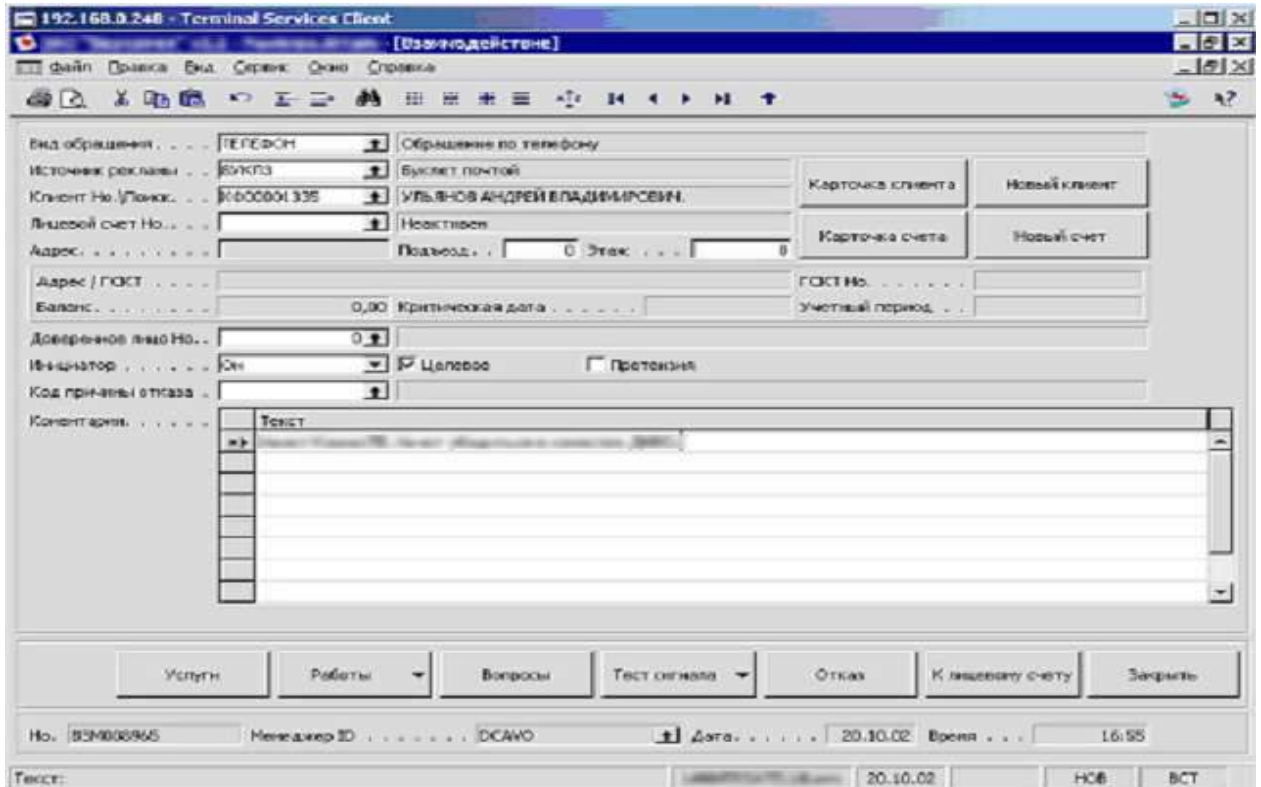 192.168.0.248 - Terminal Services Client
[Взаимодействие]
Файл Правка Вид Сервис Окно Справка
Вид обращения . . . . ТЕЛЕФОН Обращение по телефону
Источник рекламы . . БУКПЗ Буклет почтой
Карточка клиента Новый клиент
Клиент Но.\Поиск. . . УЛЬЯНОВ АНДРЕЙ ВЛАДИМИРОВИЧ.
Лицевой счет Но. . . . Неактивен
Карточка счета Новый счет
Адрес. . . . . . . . . Подъезд. . 0 Этаж . . . 0
Адрес / ГОКТ . . . . ГОКТ Но. . . . . . .
Баланс. . . . . . . . 0,00 Критическая дата . . . . . . Учетный период. . .
Доверенное лицо Но. . 0
Инициатор . . . . . . Он Целевое Претензия
Код причины отказа .
Коментарии. . . . . . Текст
Услуги Работы Вопросы Тест сигнала Отказ К лицевому счету Закрыть
Но. ВЗМ008965 Менеджер ID . . . . . . . DCAVO Дата. . . . . . 20.10.02 Время . . . 16:55
Текст: 20.10.02 НОВ ВСТ